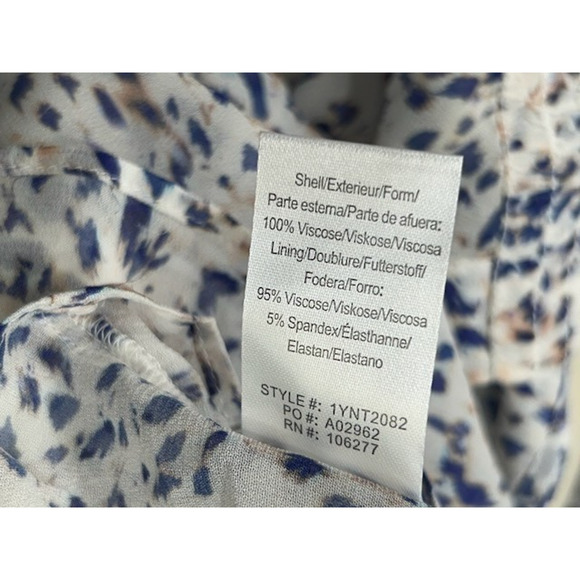 Shell/Exterieur/Form/
Parte esterna/Parte de afuera:
100% Viscose/Viskose/Viscosa
Lining/Doublure/Futterstoff/
Fodera/Forro:
95% Viscose/Viskose/Viscosa
5% Spandex/Élasthanne/
Elastan/Elastano
STYLE #: 1YNT2082
PO #: A02962
RN #: 106277